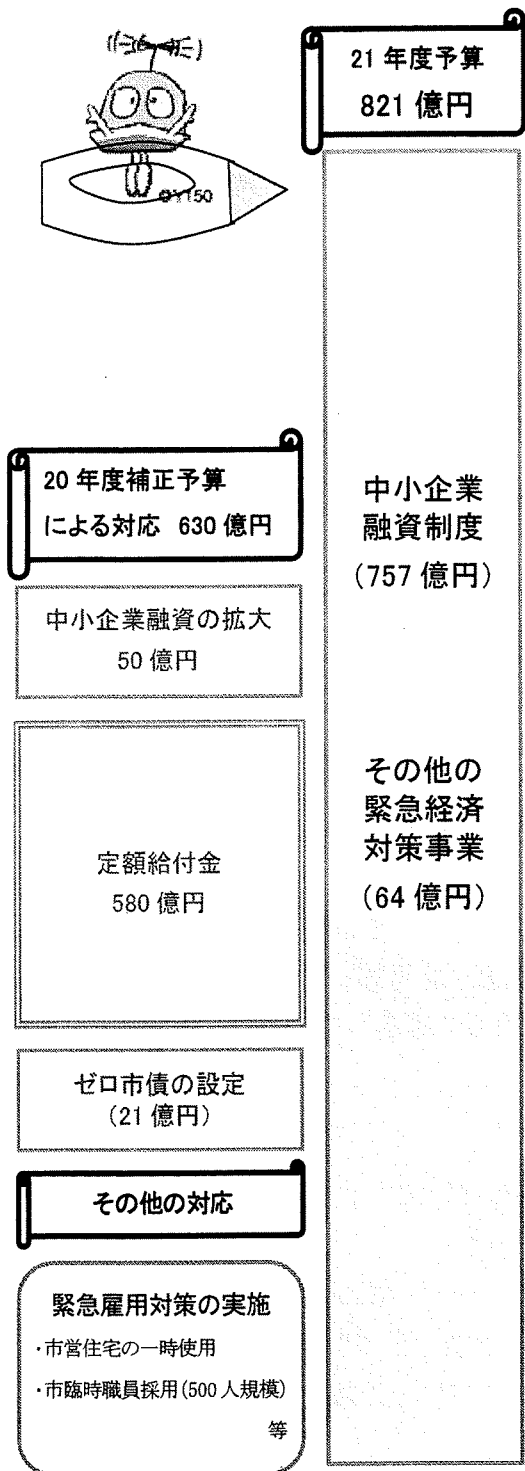 ©Y150
21 年度予算
821 億円
20 年度補正予算
による対応 630 億円
中小企業融資の拡大
50 億円
定額給付金
580 億円
ゼロ市債の設定
(21 億円)
その他の対応
緊急雇用対策の実施
・市営住宅の一時使用
・市臨時職員採用(500 人規模)
等
中小企業
融資制度
(757 億円)
その他の
緊急経済
対策事業
(64 億円)